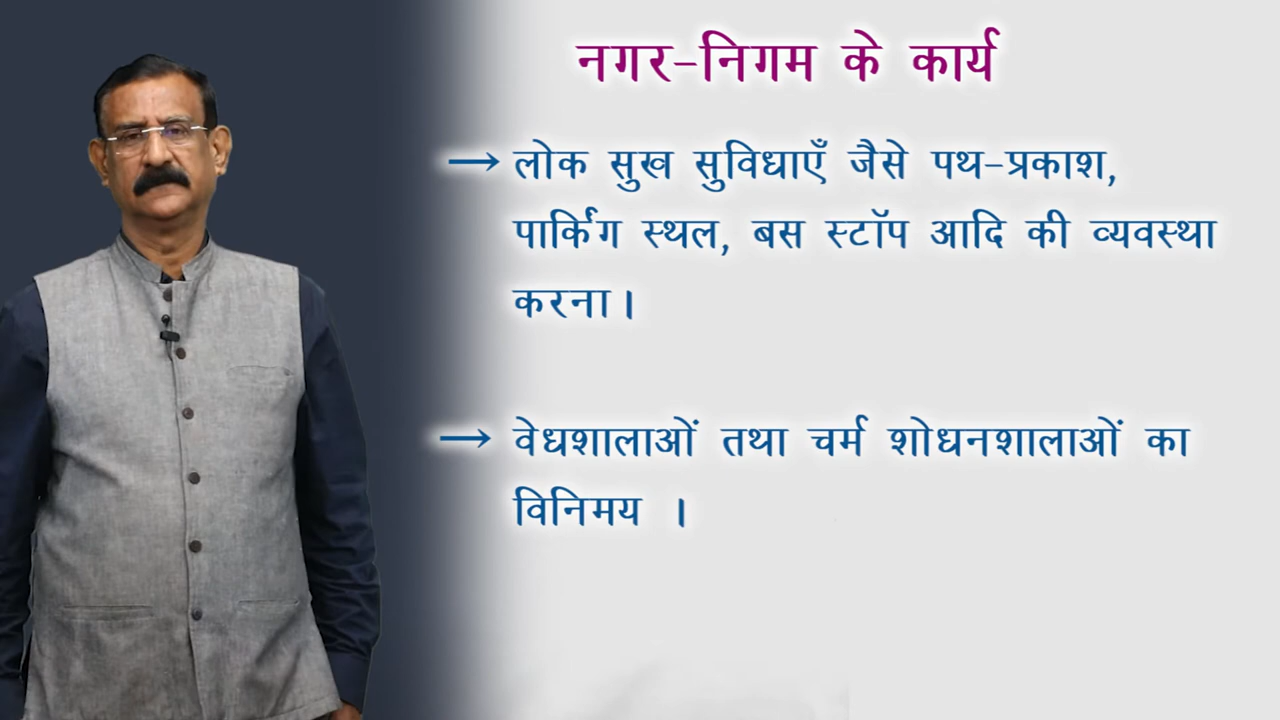 नगर-निगम के कार्य
→ लोक सुख सुविधाएँ जैसे पथ-प्रकाश,
पार्किंग स्थल, बस स्टॉप आदि की व्यवस्था
करना।
→ वेधशालाओं तथा चर्म शोधनशालाओं का
विनिमय ।